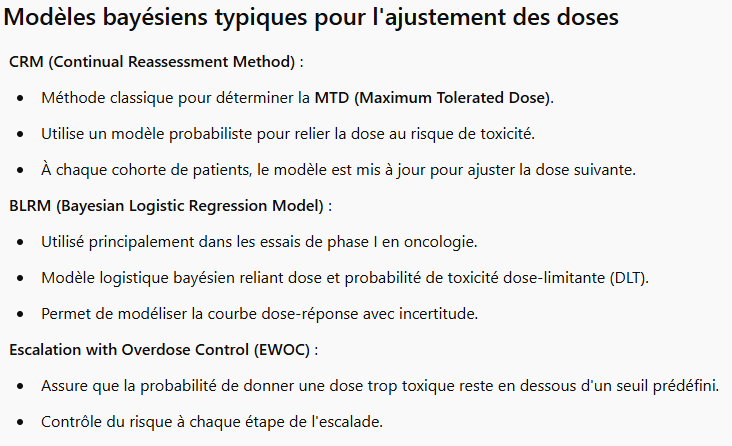 Modèles bayésiens typiques pour l'ajustement des doses
CRM (Continual Reassessment Method) :
• Méthode classique pour déterminer la MTD (Maximum Tolerated Dose).
• Utilise un modèle probabiliste pour relier la dose au risque de toxicité.
• À chaque cohorte de patients, le modèle est mis à jour pour ajuster la dose suivante.
BLRM (Bayesian Logistic Regression Model) :
• Utilisé principalement dans les essais de phase I en oncologie.
• Modèle logistique bayésien reliant dose et probabilité de toxicité dose-limitante (DLT).
• Permet de modéliser la courbe dose-réponse avec incertitude.
Escalation with Overdose Control (EWOC) :
• Assure que la probabilité de donner une dose trop toxique reste en dessous d'un seuil prédéfini.
• Contrôle du risque à chaque étape de l'escalade.